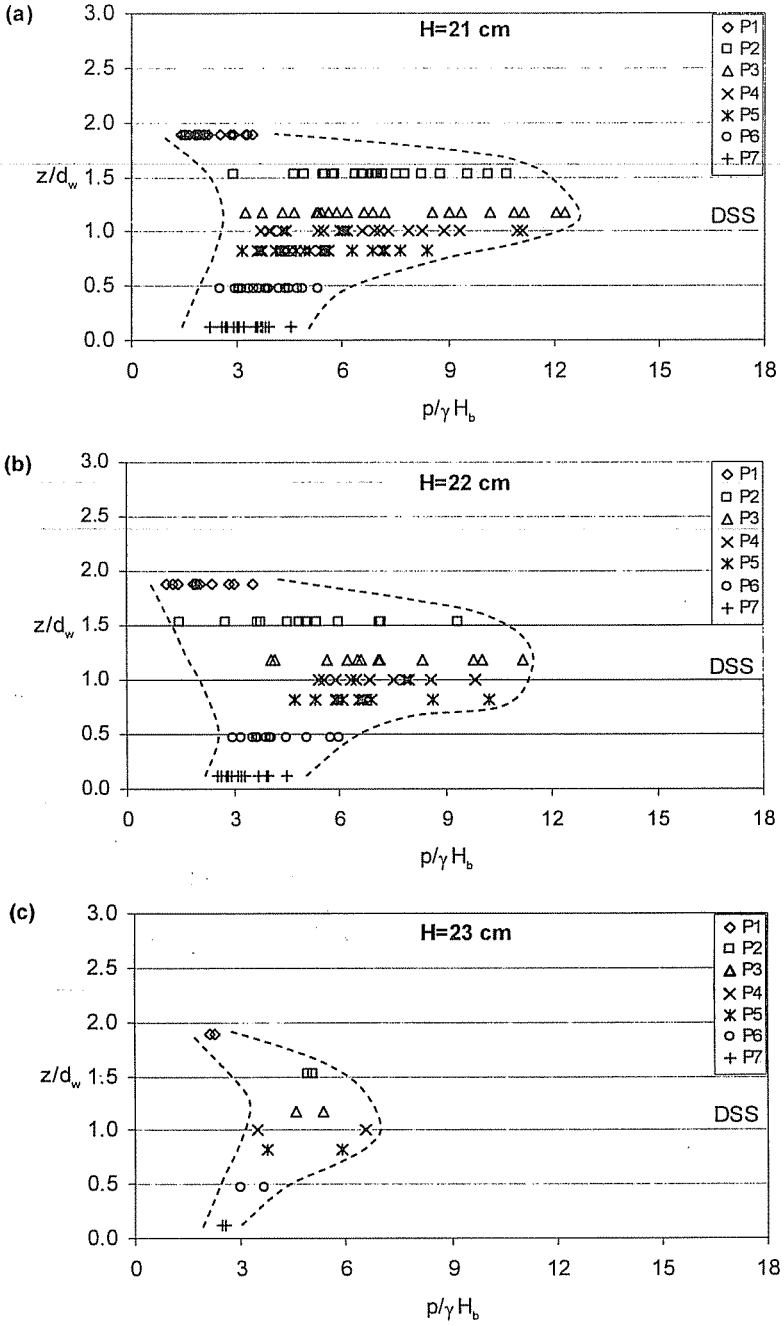 (a)
H=21 cm
3.0
2.5
2.0
1.5
1.0
0.5
0.0
z/d_w
DSS
P1
P2
P3
P4
P5
P6
P7
0 3 6 9 12 15 18
p/γ H_b
(b)
H=22 cm
3.0
2.5
2.0
1.5
1.0
0.5
0.0
z/d_w
DSS
P1
P2
P3
P4
P5
P6
P7
0 3 6 9 12 15 18
p/γ H_b
(c)
H=23 cm
3.0
2.5
2.0
1.5
1.0
0.5
0.0
z/d_w
DSS
P1
P2
P3
P4
P5
P6
P7
0 3 6 9 12 15 18
p/γ H_b